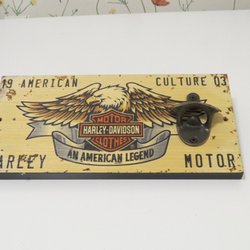 19 AMERICAN CULTURE 03
MOTOR
HARLEY-DAVIDSON
CLOTHES
AN AMERICAN LEGEND
ARLEY MOTOR